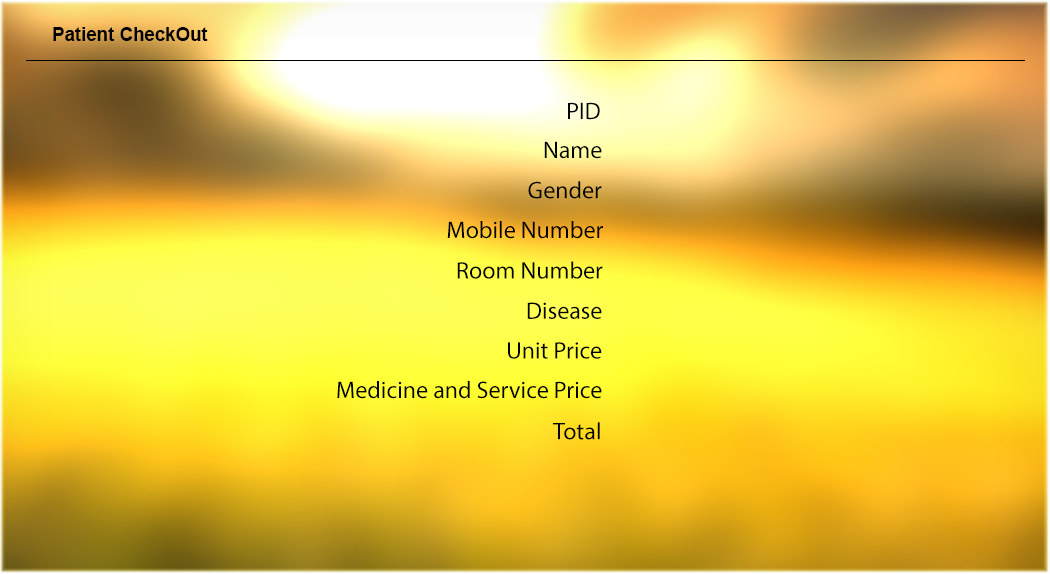 Patient CheckOut
PID
Name
Gender
Mobile Number
Room Number
Disease
Unit Price
Medicine and Service Price
Total